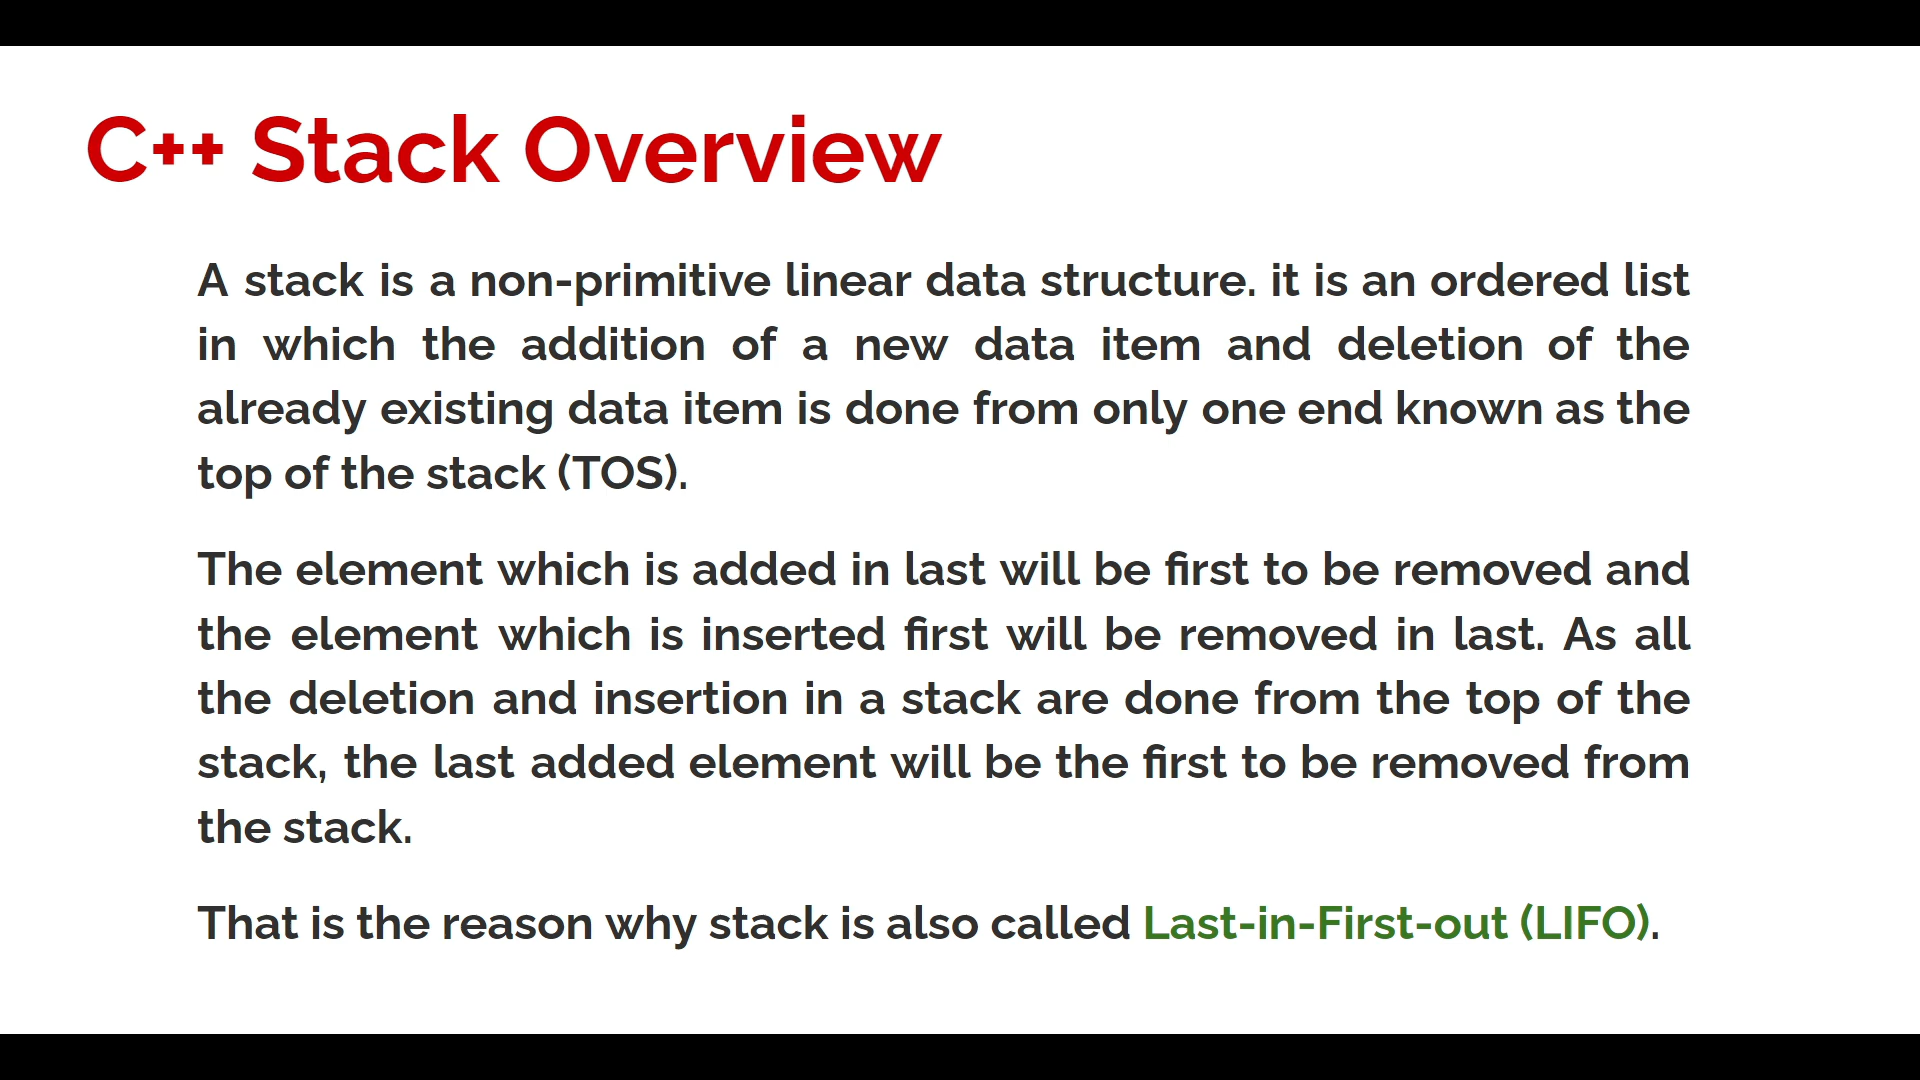 C++ Stack Overview
A stack is a non-primitive linear data structure. it is an ordered list
in which the addition of a new data item and deletion of the
already existing data item is done from only one end known as the
top of the stack (TOS).
The element which is added in last will be first to be removed and
the element which is inserted first will be removed in last. As all
the deletion and insertion in a stack are done from the top of the
stack, the last added element will be the first to be removed from
the stack.
That is the reason why stack is also called Last-in-First-out (LIFO).